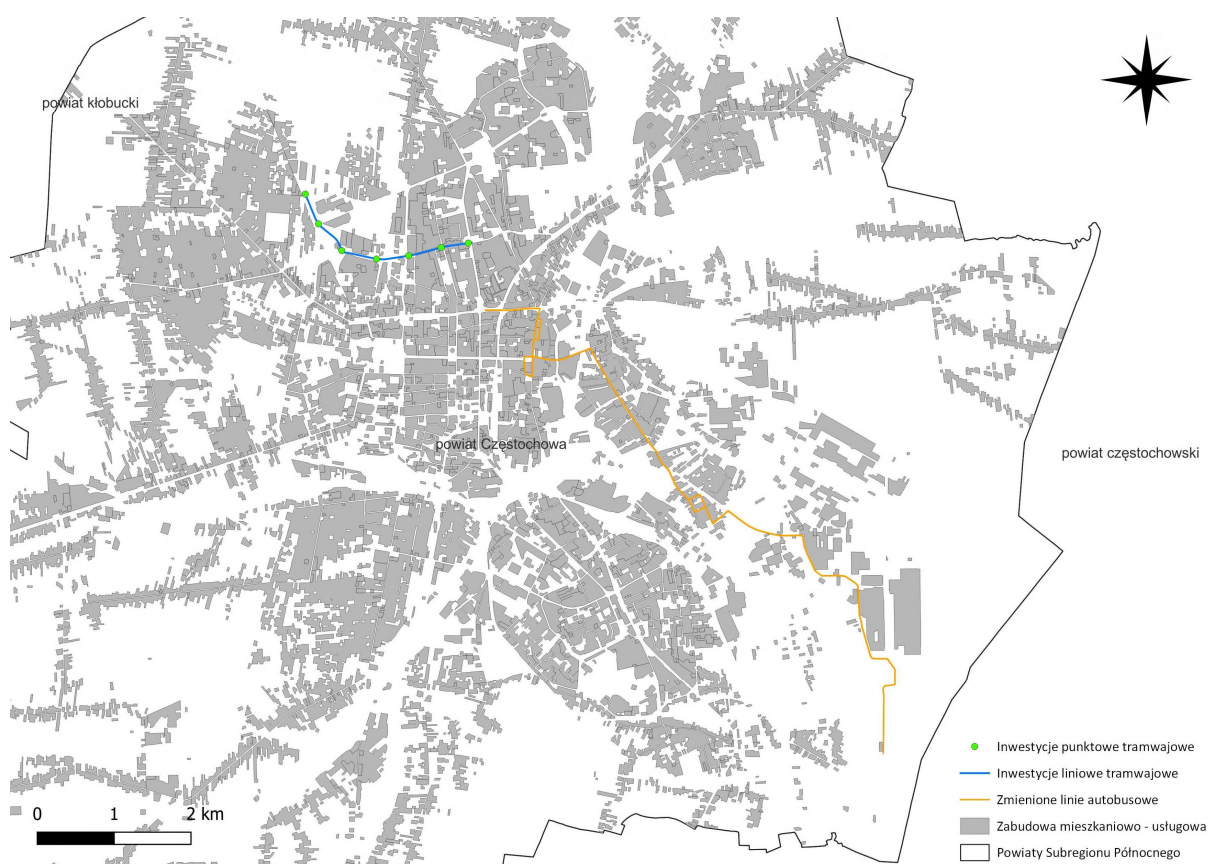 powiat kłobucki
powiat Częstochowa
powiat częstochowski
Inwestycje punktowe tramwajowe
Inwestycje liniowe tramwajowe
Zmienione linie autobusowe
Zabudowa mieszkaniowo - usługowa
Powiaty Subregionu Północnego
0 1 2 km